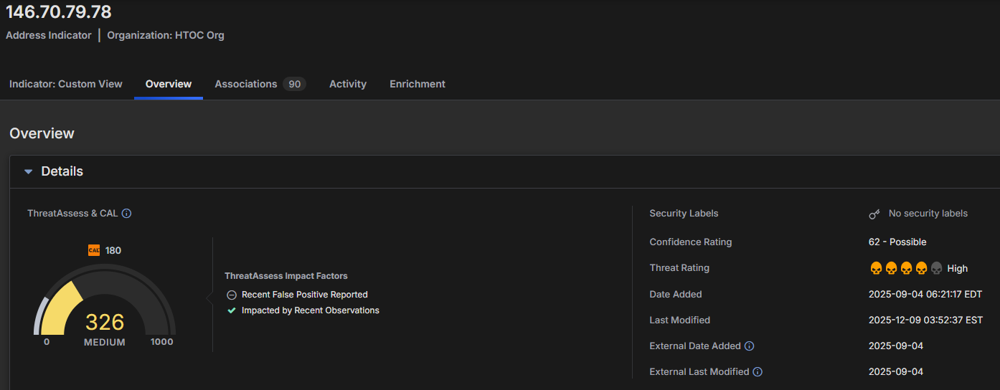 146.70.79.78
Address Indicator | Organization: HTOC Org
Indicator: Custom View Overview Associations 90 Activity Enrichment
Overview
Details
ThreatAssess & CAL
CAL 180
326
MEDIUM
0 1000
ThreatAssess Impact Factors
Recent False Positive Reported
Impacted by Recent Observations
Security Labels No security labels
Confidence Rating 62 - Possible
Threat Rating High
Date Added 2025-09-04 06:21:17 EDT
Last Modified 2025-12-09 03:52:37 EST
External Date Added 2025-09-04
External Last Modified 2025-09-04